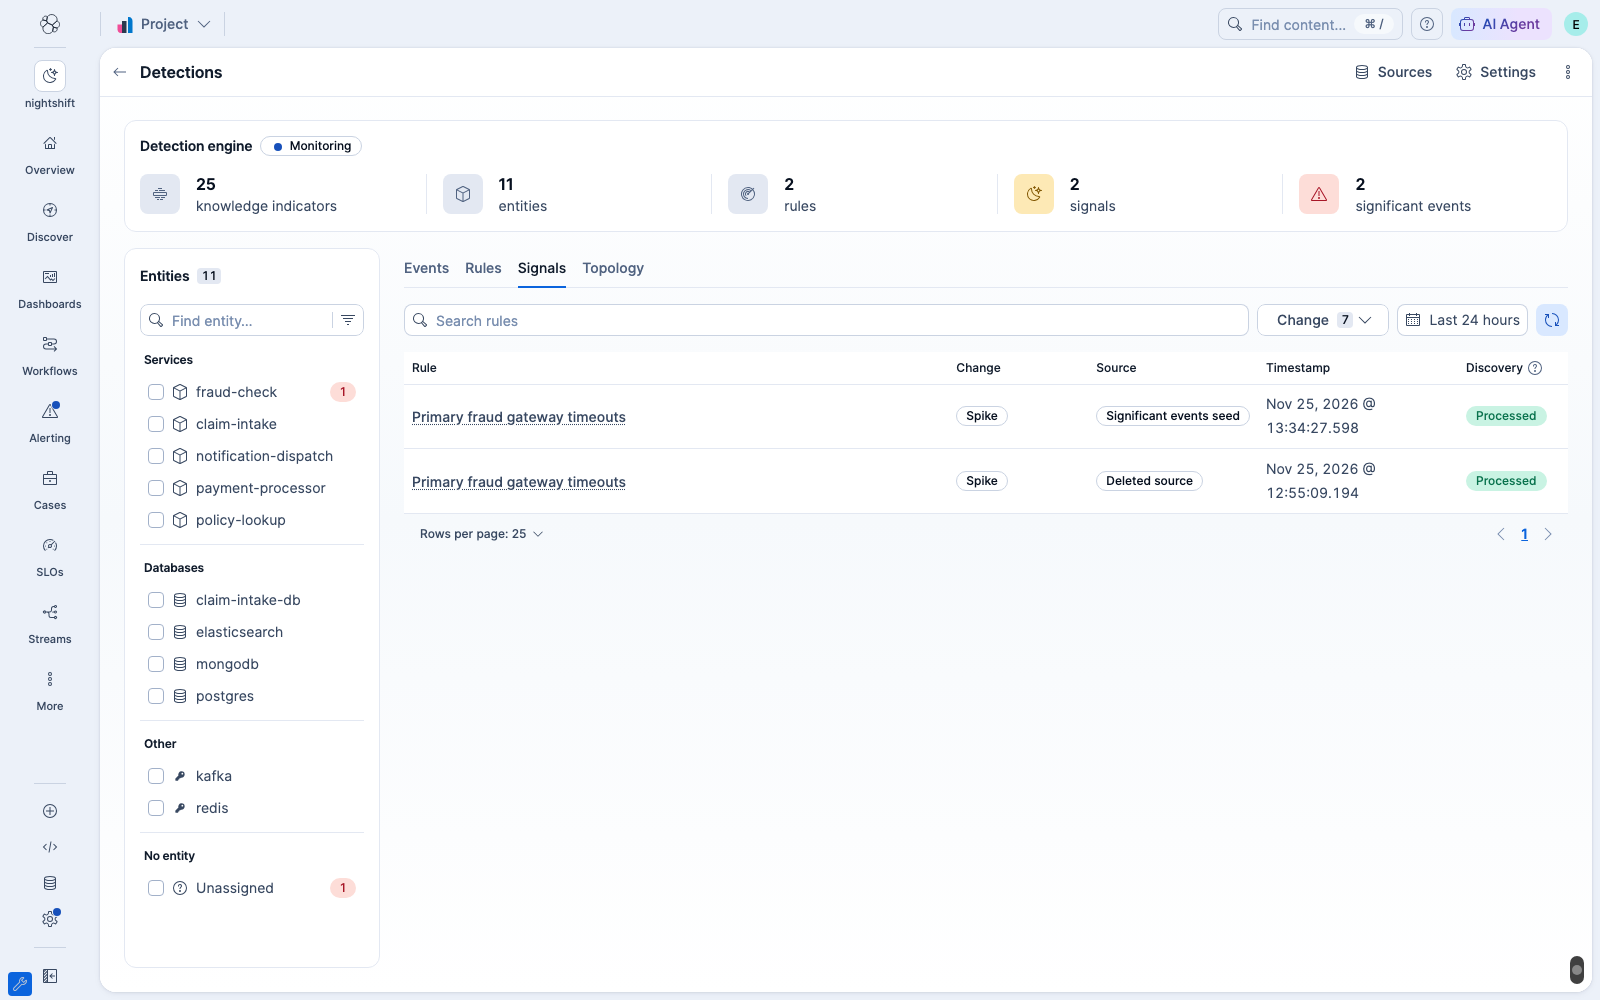 Project
Find content...
⌘ /
AI Agent
E
nightshift
Overview
Discover
Dashboards
Workflows
Alerting
Cases
SLOs
Streams
More
Detections
Sources
Settings
Detection engine
Monitoring
25
knowledge indicators
11
entities
2
rules
2
signals
2
significant events
Entities 11
Find entity...
Services
fraud-check 1
claim-intake
notification-dispatch
payment-processor
policy-lookup
Databases
claim-intake-db
elasticsearch
mongodb
postgres
Other
kafka
redis
No entity
Unassigned 1
Events Rules Signals Topology
Search rules
Change 7
Last 24 hours
Rule Change Source Timestamp Discovery
Primary fraud gateway timeouts Spike Significant events seed Nov 25, 2026 @
13:34:27.598 Processed
Primary fraud gateway timeouts Spike Deleted source Nov 25, 2026 @
12:55:09.194 Processed
Rows per page: 25
1